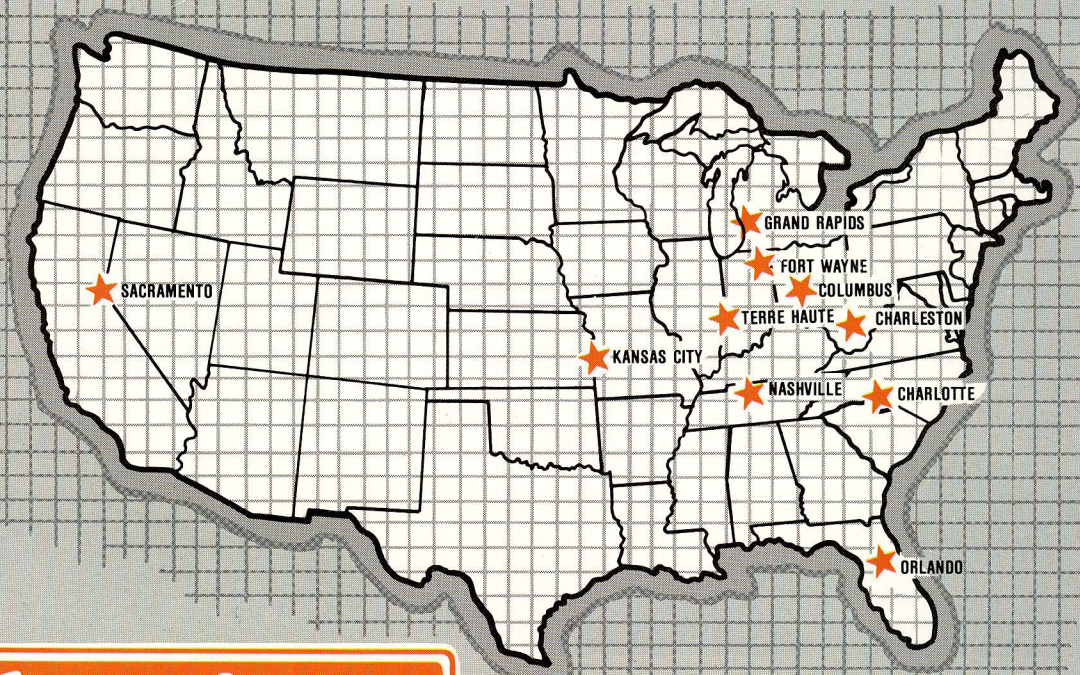 GRAND RAPIDS
FORT WAYNE
SACRAMENTO
COLUMBUS
TERRE HAUTE
CHARLESTON
KANSAS CITY
NASHVILLE
CHARLOTTE
ORLANDO